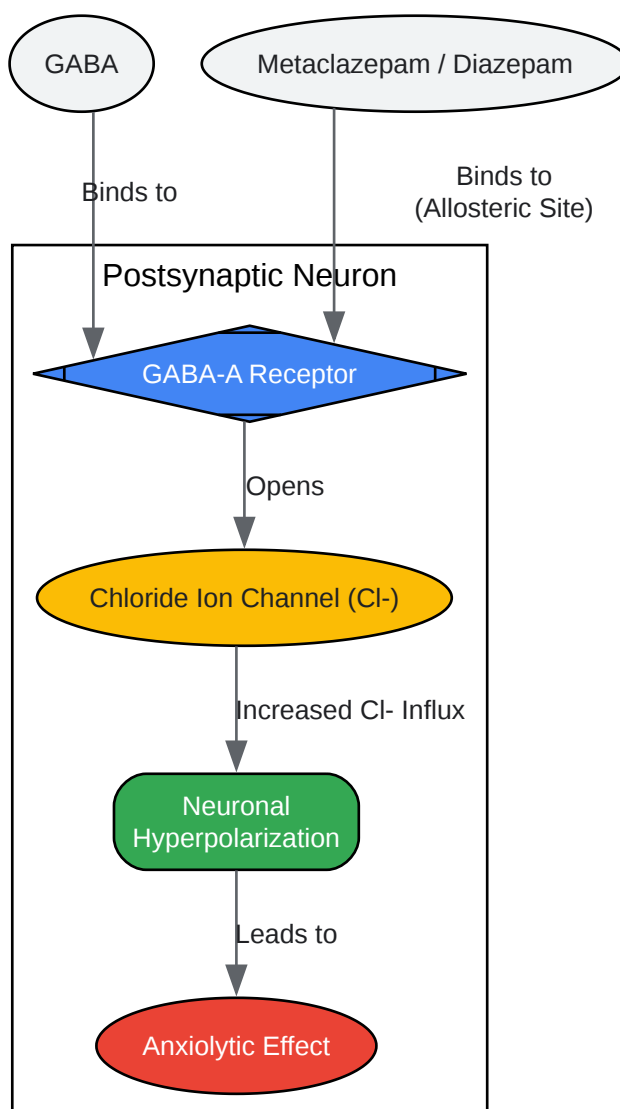 GABA
Metaclazepam / Diazepam
Binds to
Binds to
(Allosteric Site)
Postsynaptic Neuron
GABA-A Receptor
Opens
Chloride Ion Channel (Cl-)
Increased Cl- Influx
Neuronal
Hyperpolarization
Leads to
Anxiolytic Effect